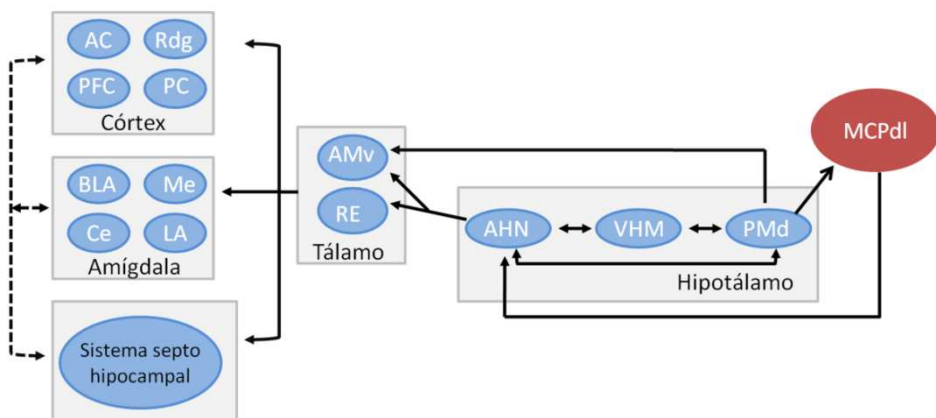 AC
Rdg
PFC
PC
Córtex
BLA
Me
Ce
LA
Amígdala
Sistema septo
hipocampal
AMv
RE
Tálamo
AHN
VHM
PMd
Hipotálamo
MCPdl